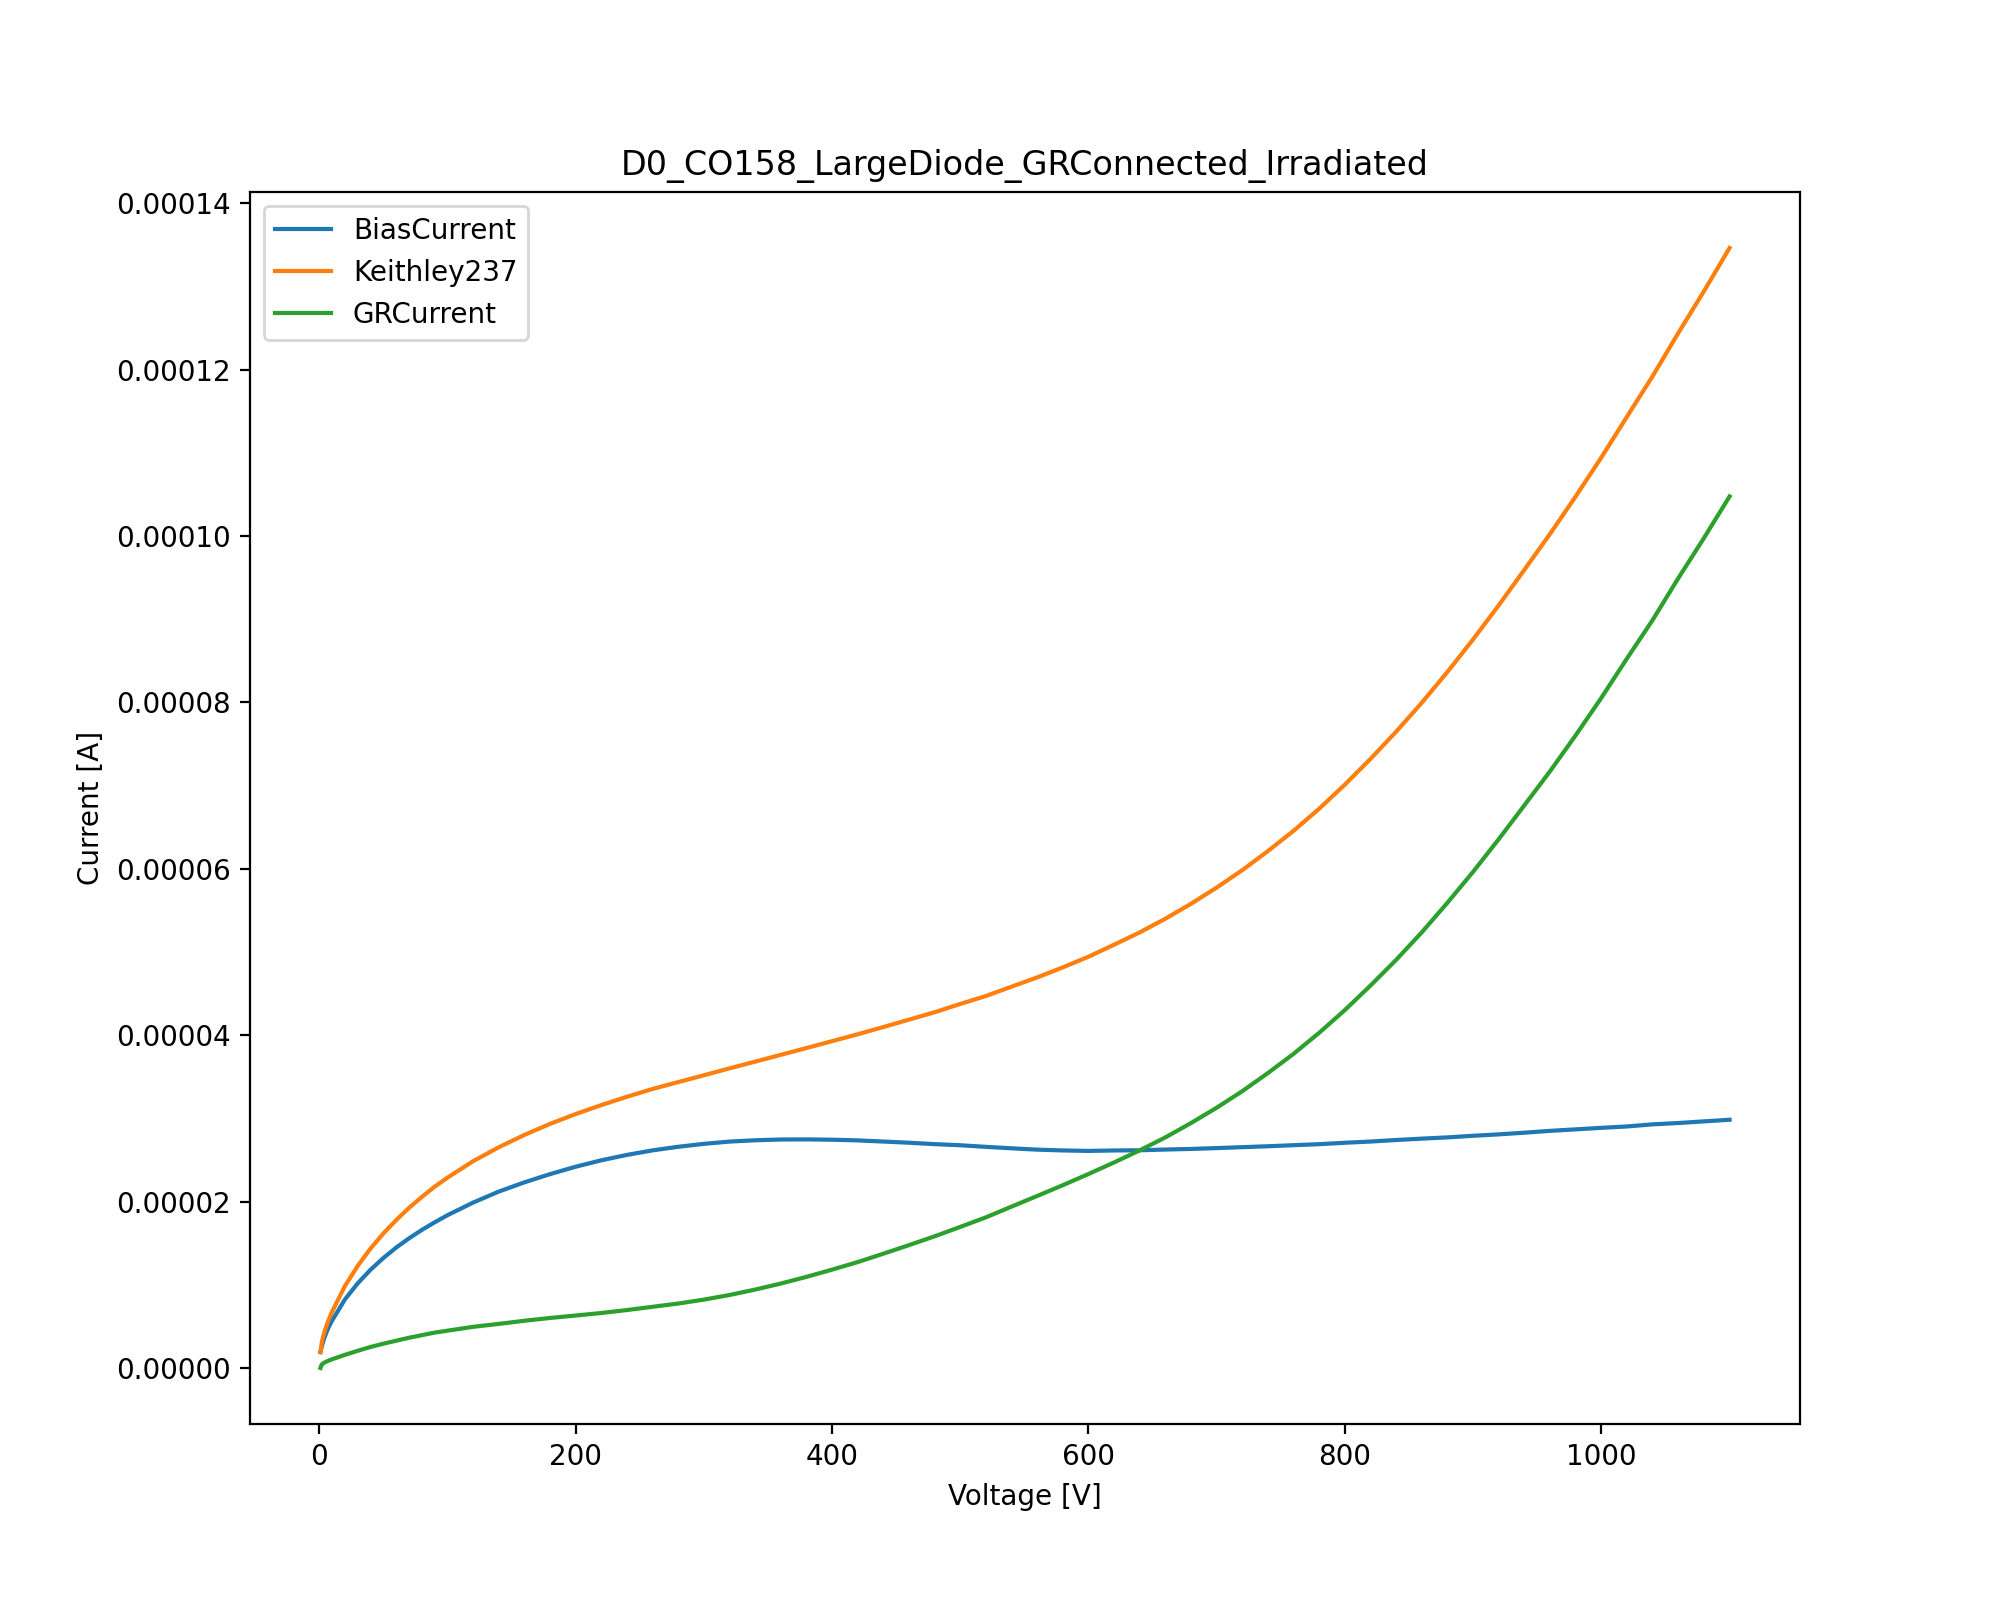 D0_CO158_LargeDiode_GRConnected_Irradiated
BiasCurrent
Keithley237
GRCurrent
0.00014
0.00012
0.00010
0.00008
0.00006
0.00004
0.00002
0.00000
Current [A]
0 200 400 600 800 1000
Voltage [V]